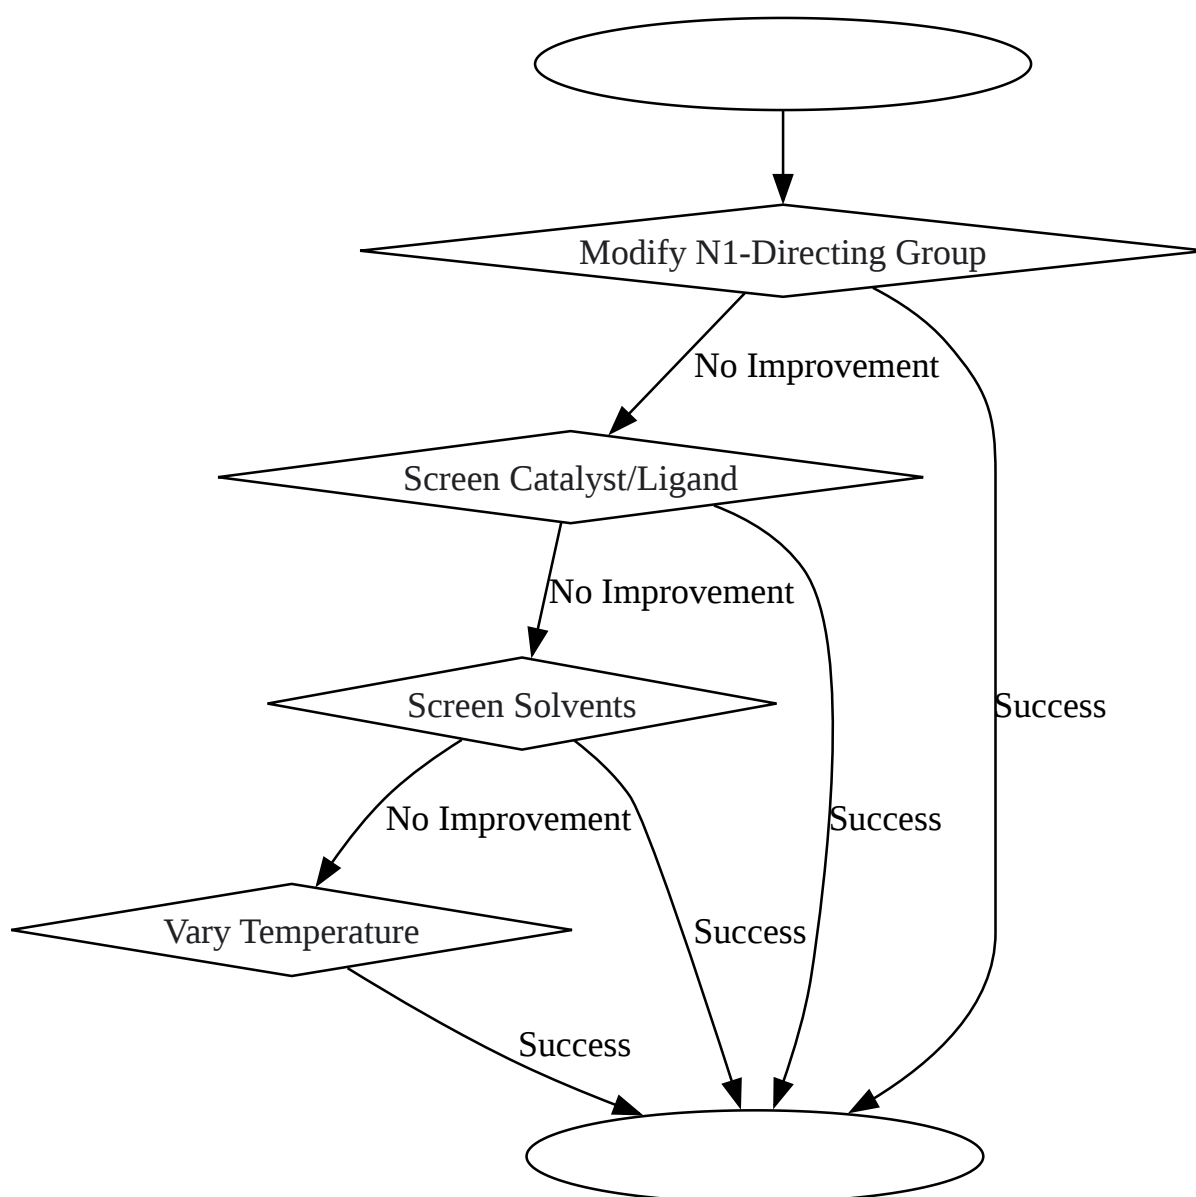 Modify N1-Directing Group
No Improvement
Screen Catalyst/Ligand
No Improvement
Screen Solvents
Success
No Improvement
Success
Vary Temperature
Success
Success